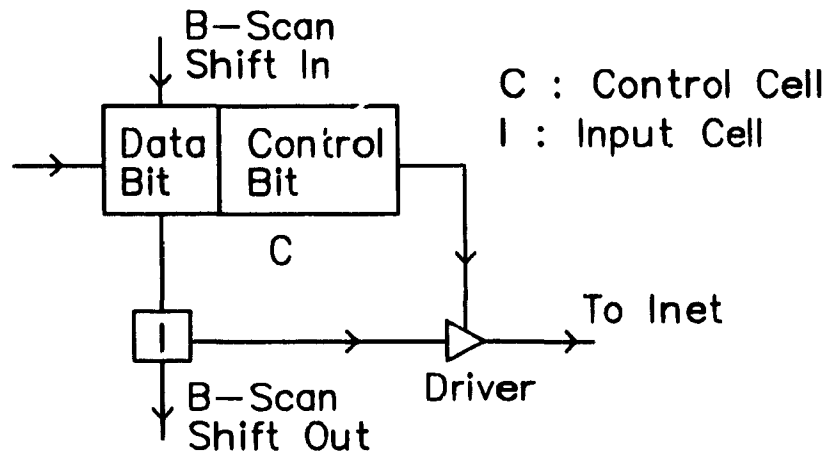 B-Scan
Shift In
C : Control Cell
I : Input Cell
Data
Bit
Control
Bit
C
I
To Inet
Driver
B-Scan
Shift Out